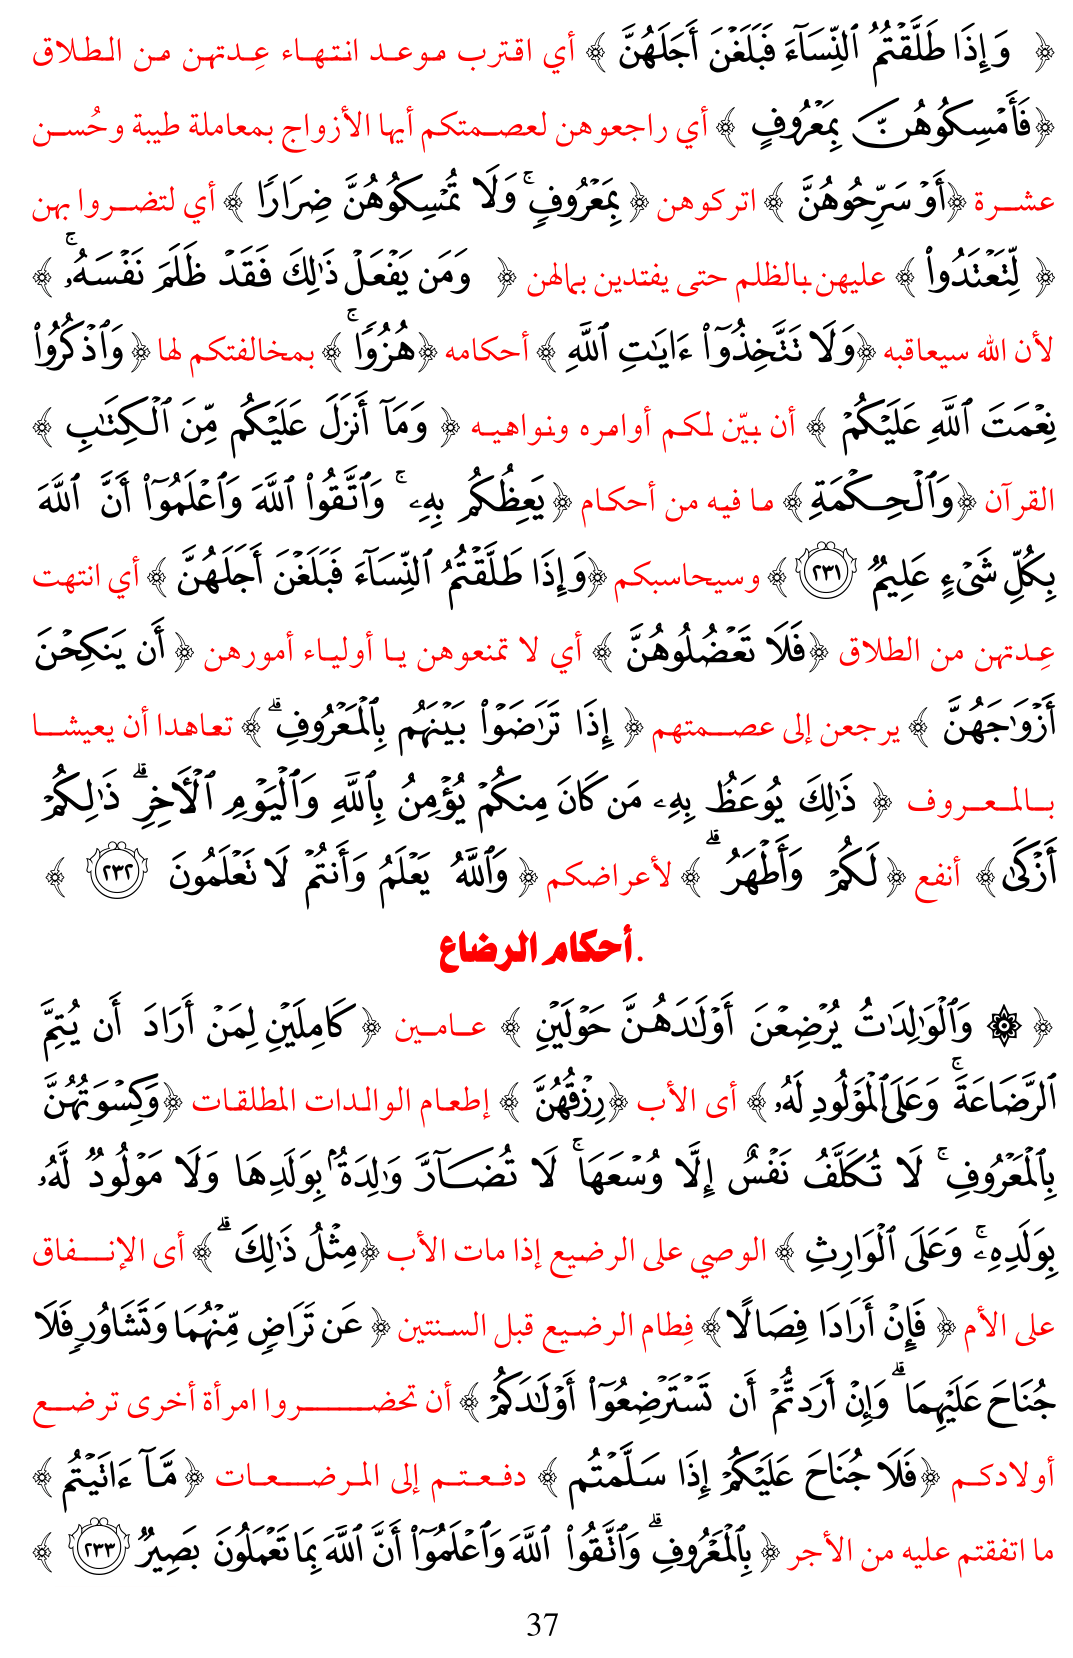 ﴿ وَإِذَا طَلَّقۡتُمُ ٱلنِّسَآءَ فَبَلَغۡنَ أَجَلَهُنَّ ﴾ أي اقترب موعد انتهاء عِدتهن من الطلاق
﴿فَأَمۡسِكُوهُنَّ بِمَعۡرُوفٍ ﴾ أي راجعوهن لعصمتكم أيها الأزواج بمعاملة طيبة وحُسن
عشرة ﴿أَوۡ سَرِّحُوهُنَّ ﴾ اتركوهن ﴿ بِمَعۡرُوفٖۚ وَلَا تُمۡسِكُوهُنَّ ضِرَارٗا ﴾ أي لتضروا بهن
﴿ لِّتَعۡتَدُواْ ﴾ عليهن بالظلم حتى يفتدين بمالهن ﴿ وَمَن يَفۡعَلۡ ذَٰلِكَ فَقَدۡ ظَلَمَ نَفۡسَهُۥۚ ﴾
لأن الله سيعاقبه ﴿وَلَا تَتَّخِذُوٓاْ ءَايَٰتِ ٱللَّهِ ﴾ أحكامه ﴿هُزُوٗاۚ ﴾ بمخالفتكم لها ﴿وَٱذۡكُرُواْ
نِعۡمَتَ ٱللَّهِ عَلَيۡكُمۡ ﴾ أن بيّن لكم أوامره ونواهيه ﴿ وَمَآ أَنزَلَ عَلَيۡكُم مِّنَ ٱلۡكِتَٰبِ ﴾
القرآن ﴿وَٱلۡحِكۡمَةِ﴾ ما فيه من أحكام ﴿يَعِظُكُم بِهِۦۚ وَٱتَّقُواْ ٱللَّهَ وَٱعۡلَمُوٓاْ أَنَّ ٱللَّهَ
بِكُلِّ شَيۡءٍ عَلِيمٞ ٢٣١ ﴾ وسيحاسبكم ﴿وَإِذَا طَلَّقۡتُمُ ٱلنِّسَآءَ فَبَلَغۡنَ أَجَلَهُنَّ ﴾ أي انتهت
عِدتهن من الطلاق ﴿فَلَا تَعۡضُلُوهُنَّ ﴾ أي لا تمنعوهن يا أولياء أمورهن ﴿ أَن يَنكِحۡنَ
أَزۡوَٰجَهُنَّ ﴾ يرجعن إلى عصمتهم ﴿ إِذَا تَرَٰضَوۡاْ بَيۡنَهُم بِٱلۡمَعۡرُوفِۗ ﴾ تعاهدا أن يعيشا
بالمعروف ﴿ ذَٰلِكَ يُوعَظُ بِهِۦ مَن كَانَ مِنكُمۡ يُؤۡمِنُ بِٱللَّهِ وَٱلۡيَوۡمِ ٱلۡأٓخِرِۗ ذَٰلِكُمۡ
أَزۡكَىٰ﴾ أنفع ﴿ لَكُمۡ وَأَطۡهَرُۚ ﴾ لأعراضكم ﴿ وَٱللَّهُ يَعۡلَمُ وَأَنتُمۡ لَا تَعۡلَمُونَ ٢٣٢ ﴾
.أحكام الرضاع
﴿ ۞ وَٱلۡوَٰلِدَٰتُ يُرۡضِعۡنَ أَوۡلَٰدَهُنَّ حَوۡلَيۡنِ ﴾ عامين ﴿ كَامِلَيۡنِۖ لِمَنۡ أَرَادَ أَن يُتِمَّ
ٱلرَّضَاعَةَۚ وَعَلَى ٱلۡمَوۡلُودِ لَهُۥ ﴾ أى الأب ﴿رِزۡقُهُنَّ ﴾ إطعام الوالدات المطلقات ﴿وَكِسۡوَتُهُنَّ
بِٱلۡمَعۡرُوفِۚ لَا تُكَلَّفُ نَفۡسٌ إِلَّا وُسۡعَهَاۚ لَا تُضَآرَّ وَٰلِدَةُۢ بِوَلَدِهَا وَلَا مَوۡلُودٞ لَّهُۥ
بِوَلَدِهِۦۚ وَعَلَى ٱلۡوَارِثِ ﴾ الوصي على الرضيع إذا مات الأب ﴿مِثۡلُ ذَٰلِكَۗ ﴾ أى الإنفاق
على الأم ﴿ فَإِنۡ أَرَادَا فِصَالًا﴾ فِطام الرضيع قبل السنتين ﴿ عَن تَرَاضٖ مِّنۡهُمَا وَتَشَاوُرٖ فَلَا
جُنَاحَ عَلَيۡهِمَاۗ وَإِنۡ أَرَدتُّمۡ أَن تَسۡتَرۡضِعُوٓاْ أَوۡلَٰدَكُمۡ ﴾ أن تحضروا امرأة أخرى ترضع
أولادكم ﴿فَلَا جُنَاحَ عَلَيۡكُمۡ إِذَا سَلَّمۡتُم ﴾ دفعتم إلى المرضعات ﴿ مَّآ ءَاتَيۡتُم ﴾
ما اتفقتم عليه من الأجر ﴿ بِٱلۡمَعۡرُوفِۗ وَٱتَّقُواْ ٱللَّهَ وَٱعۡلَمُوٓاْ أَنَّ ٱللَّهَ بِمَا تَعۡمَلُونَ بَصِيرٞ ٢٣٣ ﴾
37